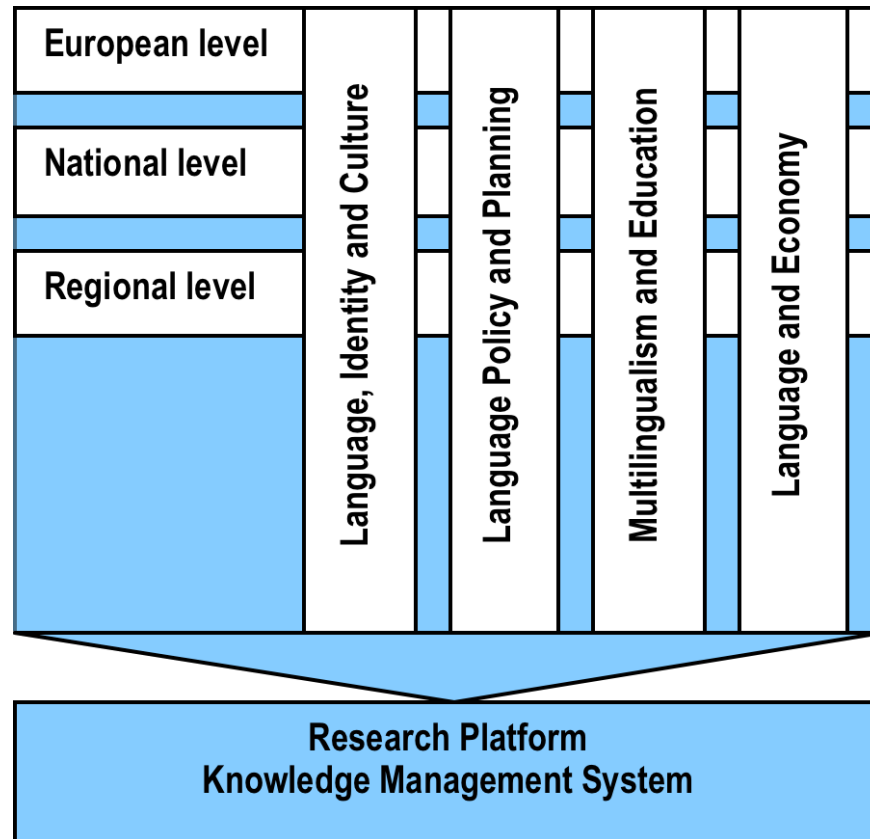 European level
National level
Regional level
Language, Identity and Culture
Language Policy and Planning
Multilingualism and Education
Language and Economy
Research Platform
Knowledge Management System